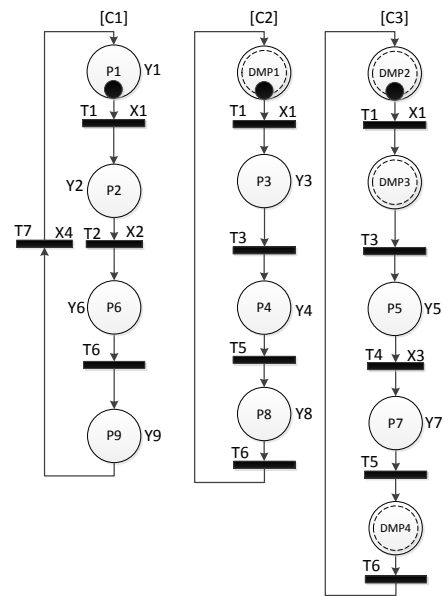 [C1] [C2] [C3]
P1 Y1 DMP1 DMP2
T1 X1 T1 X1 T1 X1
Y2 P2 P3 Y3 DMP3
T7 X4 T2 X2 T3 T3
Y6 P6 P4 Y4 P5 Y5
T6 T5 T4 X3
P9 Y9 P8 Y8 P7 Y7
T6 T5
DMP4
T6